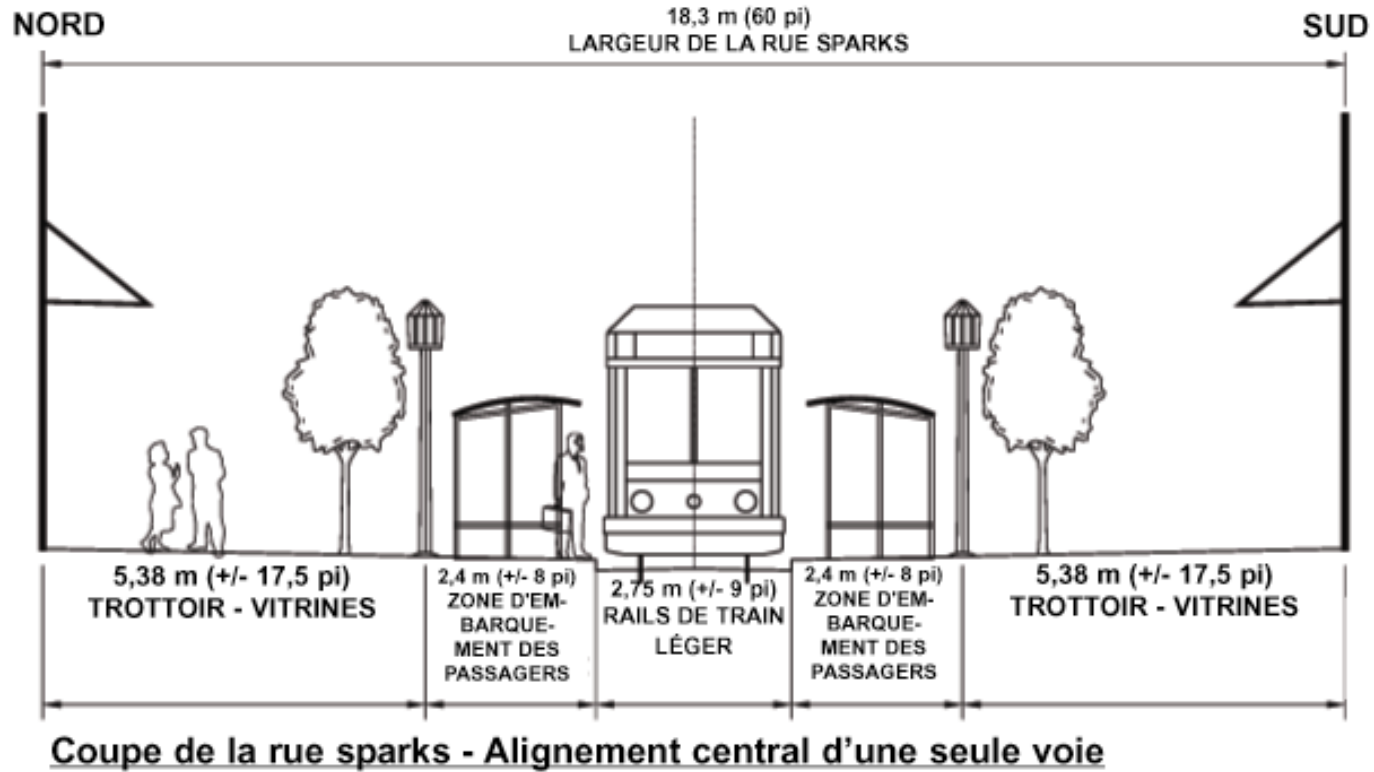 NORD
18,3 m (60 pi)
LARGEUR DE LA RUE SPARKS
SUD
5,38 m (+/- 17,5 pi)
TROTTOIR - VITRINES
2,4 m (+/- 8 pi)
ZONE D'EM-
BARQUE-
MENT DES
PASSAGERS
2,75 m (+/- 9 pi)
RAILS DE TRAIN
LÉGER
2,4 m (+/- 8 pi)
ZONE D'EM-
BARQUE-
MENT DES
PASSAGERS
5,38 m (+/- 17,5 pi)
TROTTOIR - VITRINES
Coupe de la rue sparks - Alignement central d'une seule voie